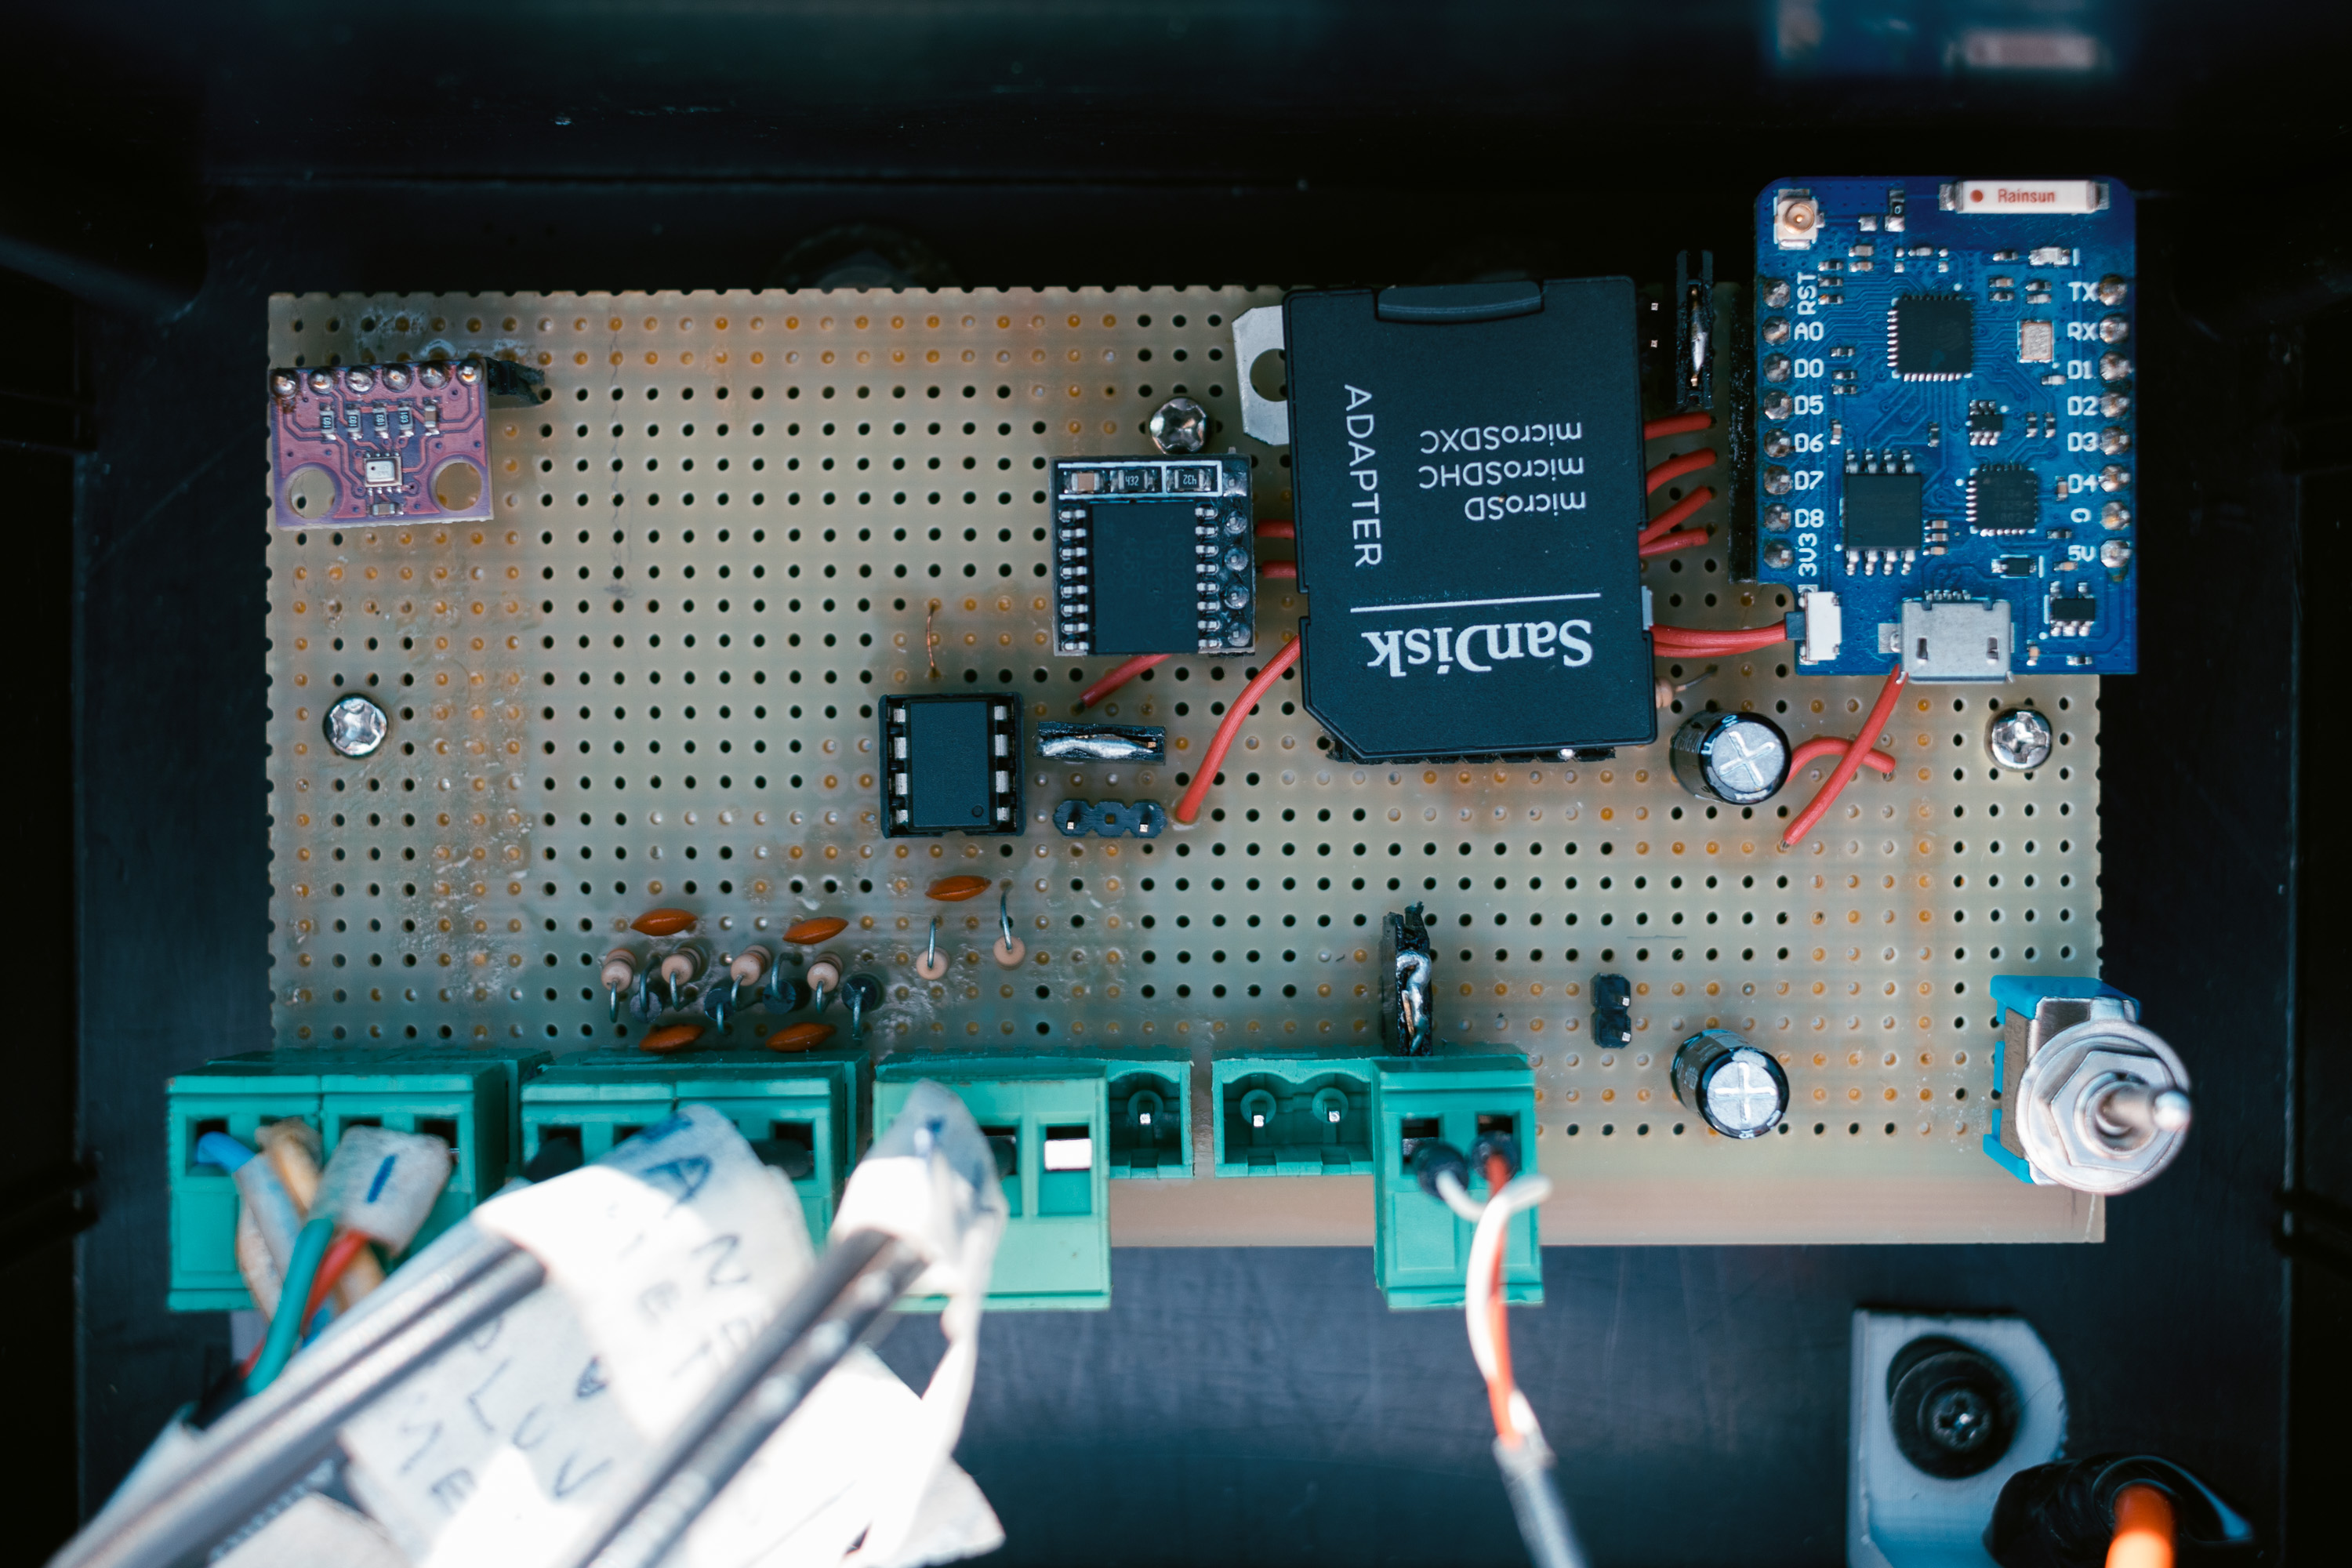 Rainsun
RST
A0
D0
D5
D6
D7
D8
3V3
TX
RX
D1
D2
D3
D4
G
5V
ADAPTER
microSD
microSDHC
microSDXC
SanDisk
432